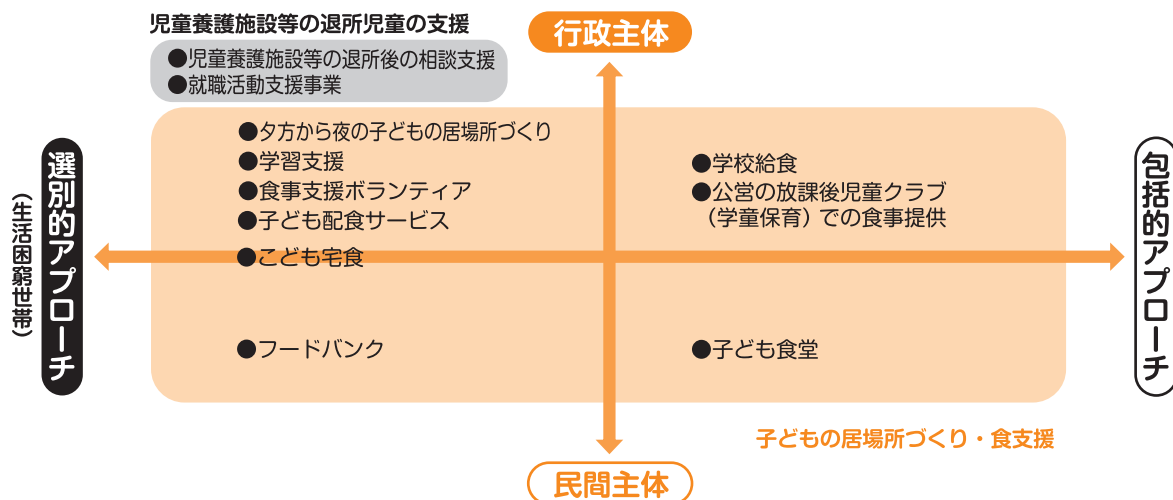 児童養護施設等の退所児童の支援
●児童養護施設等の退所後の相談支援
●就職活動支援事業
行政主体
選別的アプローチ
（生活困窮世帯）
●夕方から夜の子どもの居場所づくり
●学習支援
●食事支援ボランティア
●子ども配食サービス
●こども宅食
●フードバンク
●学校給食
●公営の放課後児童クラブ
（学童保育）での食事提供
●子ども食堂
包括的アプローチ
子どもの居場所づくり・食支援
民間主体